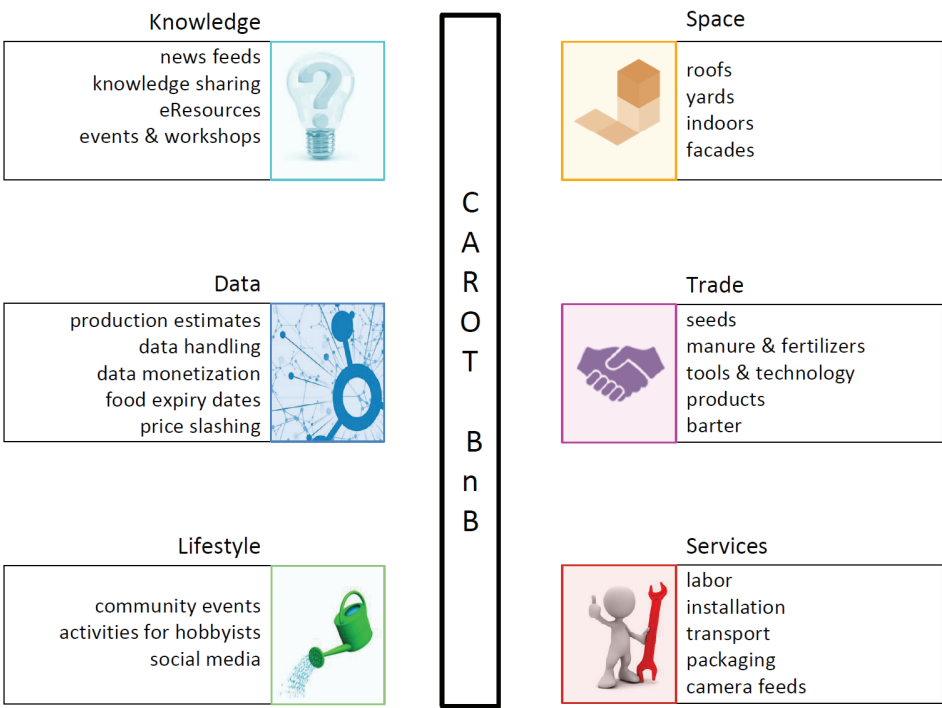 Knowledge
news feeds
knowledge sharing
eResources
events & workshops
Data
production estimates
data handling
data monetization
food expiry dates
price slashing
Lifestyle
community events
activities for hobbyists
social media
CAROT BnB
Space
roofs
yards
indoors
facades
Trade
seeds
manure & fertilizers
tools & technology
products
barter
Services
labor
installation
transport
packaging
camera feeds